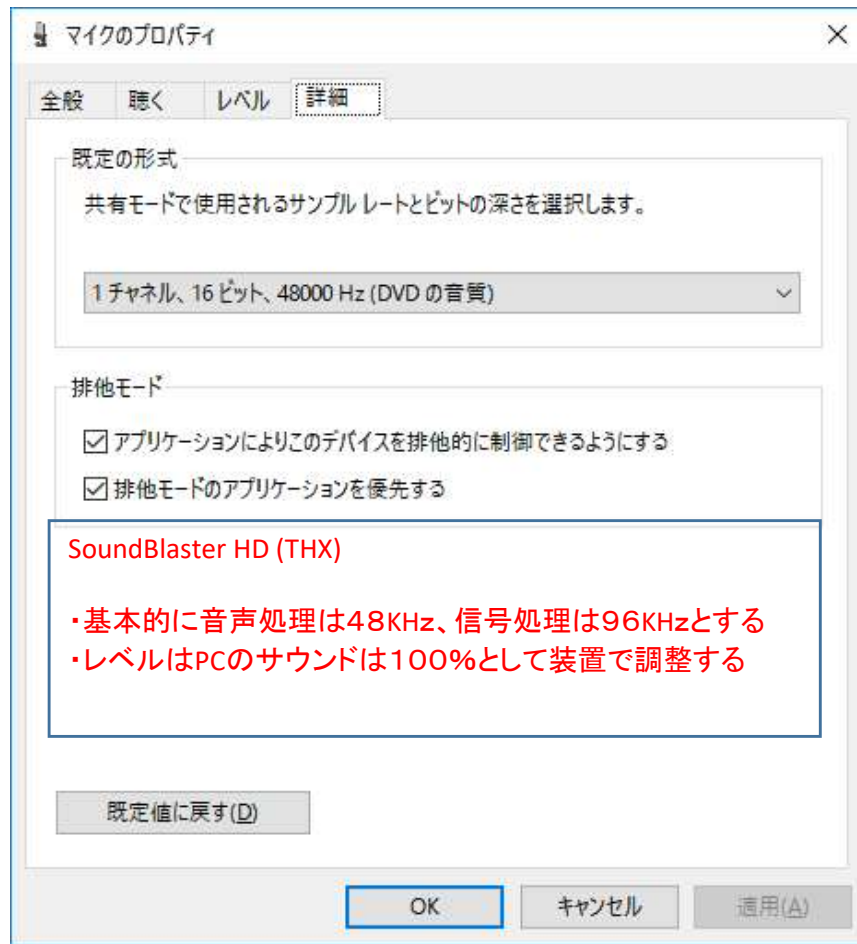 マイクのプロパティ
全般 聴く レベル 詳細
既定の形式
共有モードで使用されるサンプル レートとビットの深さを選択します。
1 チャネル、16 ビット、48000 Hz (DVD の音質)
排他モード
アプリケーションによりこのデバイスを排他的に制御できるようにする
排他モードのアプリケーションを優先する
SoundBlaster HD (THX)
・基本的に音声処理は４８KHz、信号処理は９６KHzとする
・レベルはPCのサウンドは１００％として装置で調整する
既定値に戻す(D)
OK キャンセル 適用(A)